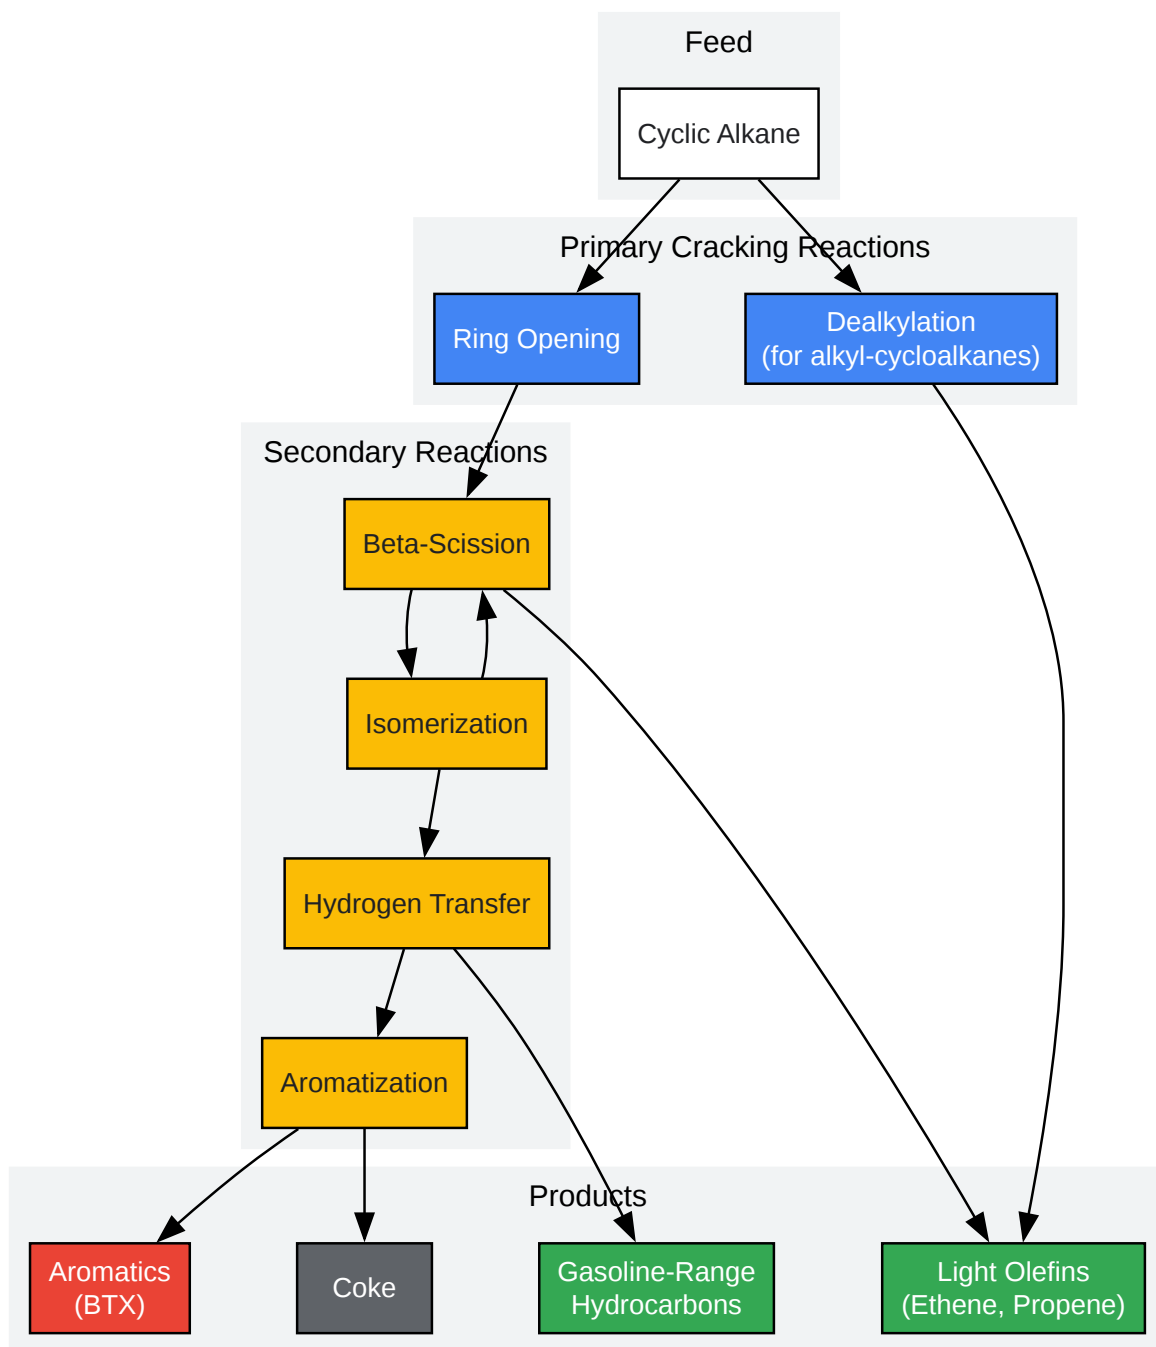 Feed
Cyclic Alkane
Primary Cracking Reactions
Ring Opening
Dealkylation
(for alkyl-cycloalkanes)
Secondary Reactions
Beta-Scission
Isomerization
Hydrogen Transfer
Aromatization
Products
Aromatics
(BTX)
Coke
Gasoline-Range
Hydrocarbons
Light Olefins
(Ethene, Propene)